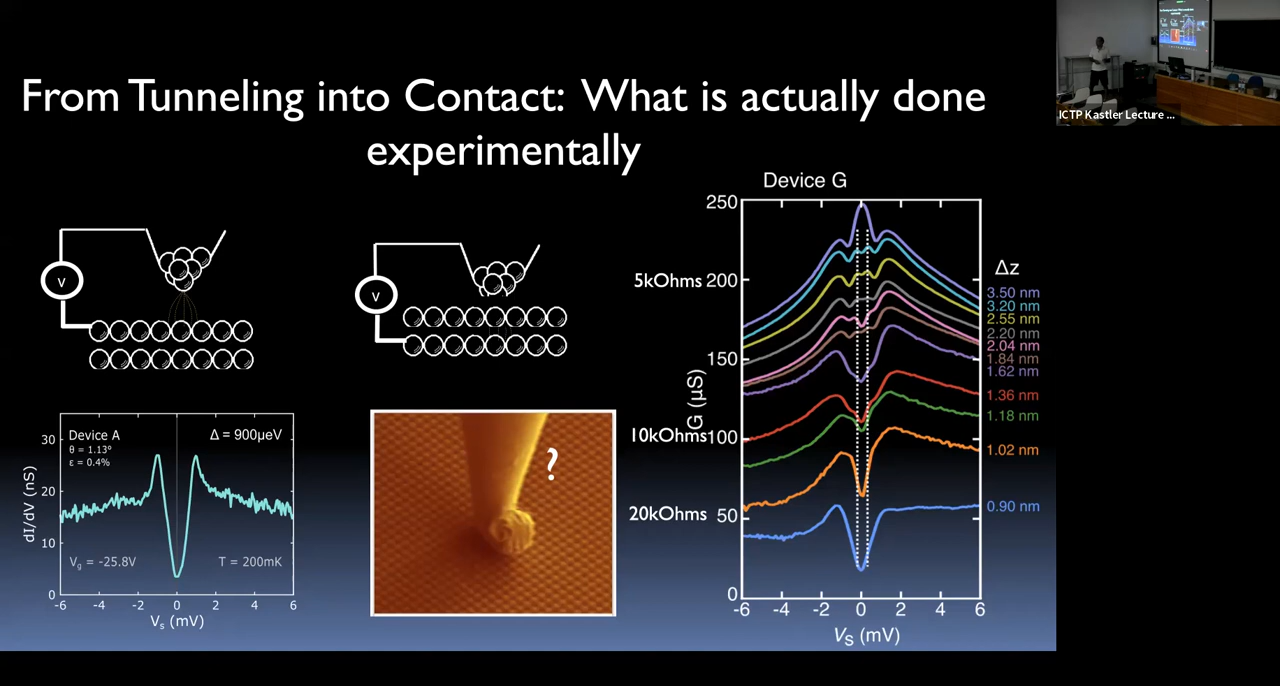 From Tunneling into Contact: What is actually done
experimentally
ICTP Kastler Lecture ...
V
V
Device A
θ = 1.13°
ε = 0.4%
Δ = 900μeV
V_g = -25.8V
T = 200mK
dI/dV (nS)
30
20
10
0
-6 -4 -2 0 2 4 6
V_s (mV)
?
Device G
250
5kOhms 200
150
10kOhms 100
20kOhms 50
0
G (μS)
-6 -4 -2 0 2 4 6
V_S (mV)
Δz
3.50 nm
3.20 nm
2.55 nm
2.20 nm
2.04 nm
1.84 nm
1.62 nm
1.36 nm
1.18 nm
1.02 nm
0.90 nm